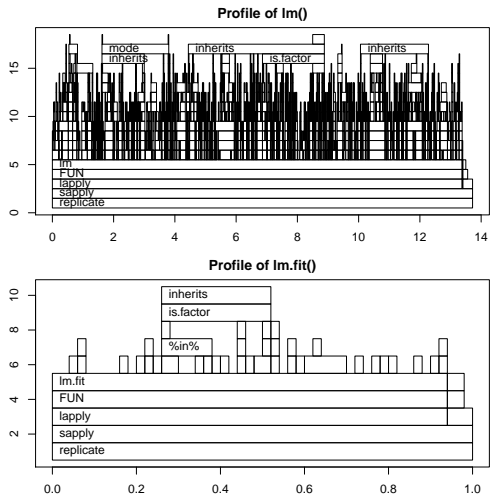 Profile of lm()
mode inherits inherits
inherits is.factor
lm
FUN
lapply
sapply
replicate
0 5 10 15
0 2 4 6 8 10 12 14
Profile of lm.fit()
inherits
is.factor
%in%
lm.fit
FUN
lapply
sapply
replicate
2 4 6 8 10
0.0 0.2 0.4 0.6 0.8 1.0